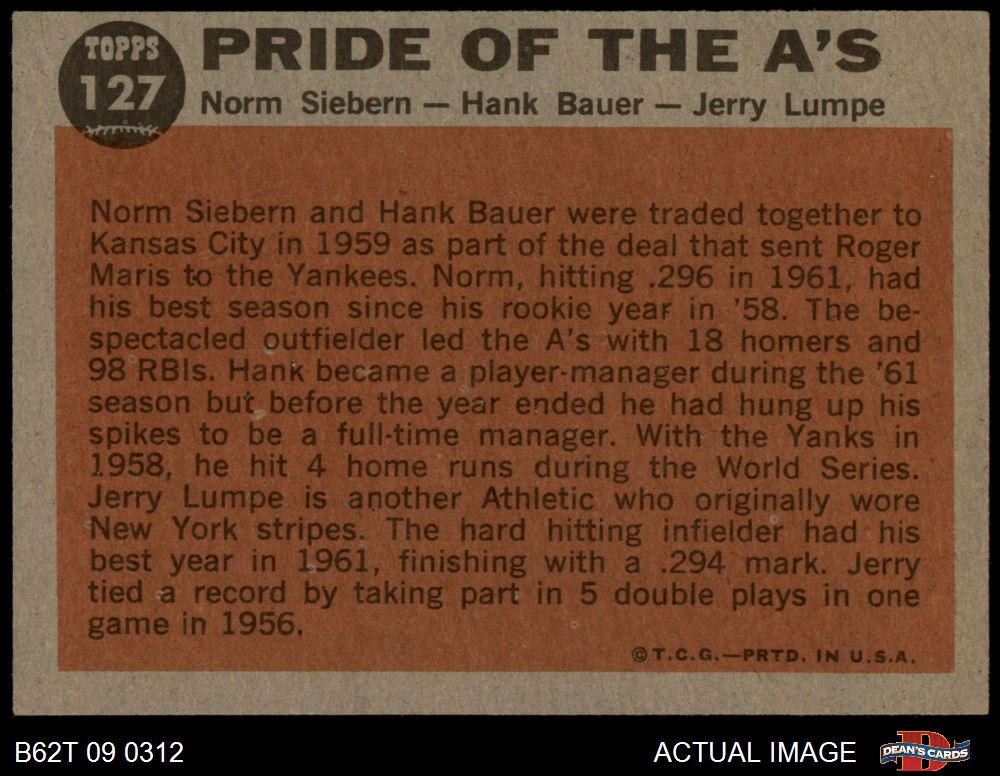 TOPPS
127
PRIDE OF THE A'S
Norm Siebern — Hank Bauer — Jerry Lumpe
Norm Siebern and Hank Bauer were traded together to
Kansas City in 1959 as part of the deal that sent Roger
Maris to the Yankees. Norm, hitting .296 in 1961, had
his best season since his rookie year in '58. The be-
spectacled outfielder led the A's with 18 homers and
98 RBIs. Hank became a player-manager during the '61
season but before the year ended he had hung up his
spikes to be a full-time manager. With the Yanks in
1958, he hit 4 home runs during the World Series.
Jerry Lumpe is another Athletic who originally wore
New York stripes. The hard hitting infielder had his
best year in 1961, finishing with a .294 mark. Jerry
tied a record by taking part in 5 double plays in one
game in 1956.
© T.C.G.—PRTD. IN U.S.A.
B62T 09 0312
ACTUAL IMAGE
DEAN'S CARDS